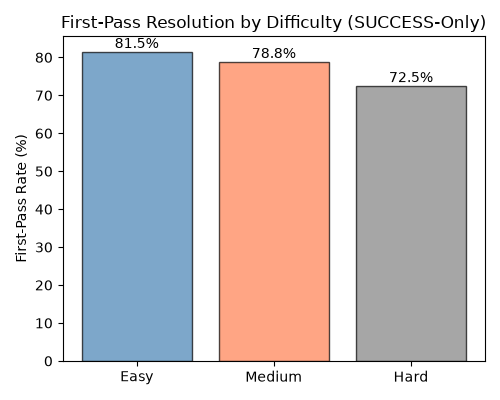 First-Pass Resolution by Difficulty (SUCCESS-Only)
First-Pass Rate (%)
80
70
60
50
40
30
20
10
0
81.5%
78.8%
72.5%
Easy
Medium
Hard